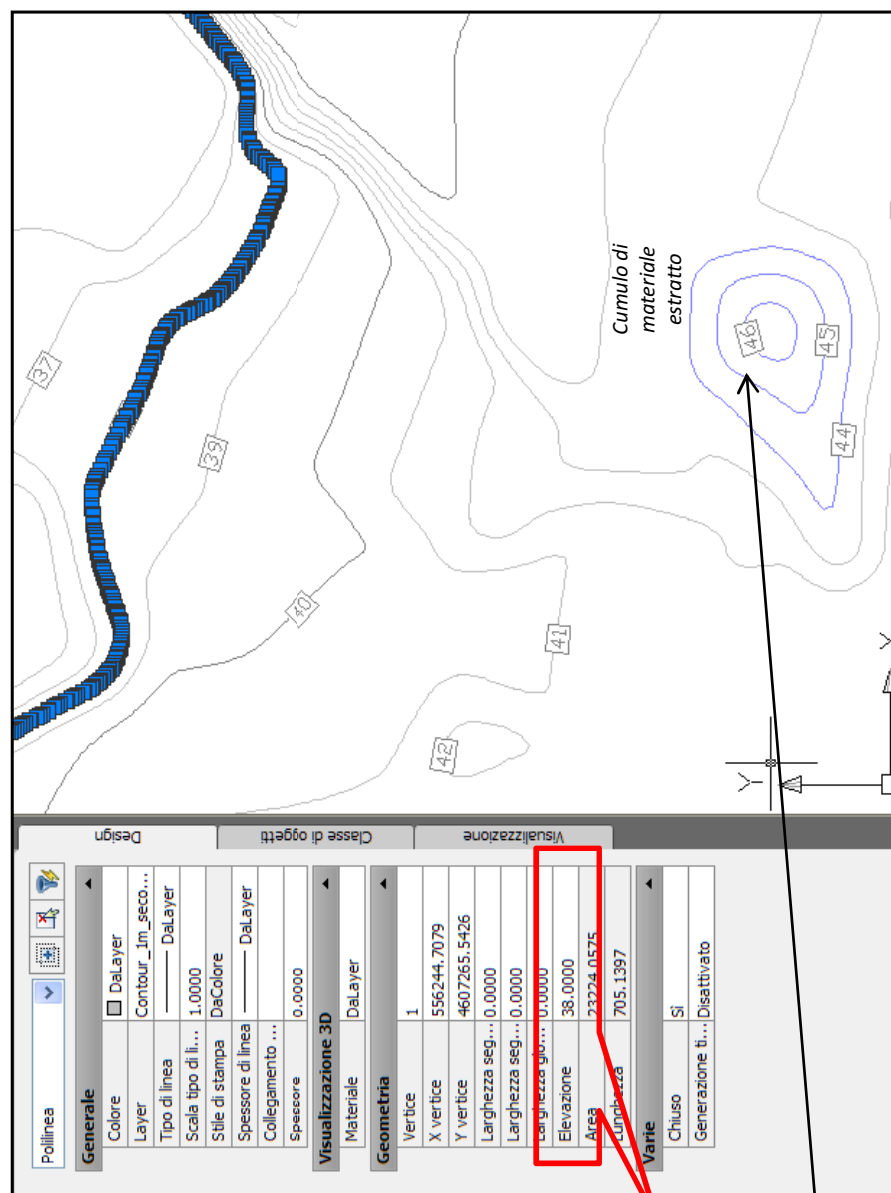 Polilinea
Generale
Colore DaLayer
Layer Contour_1m_seco...
Tipo di linea DaLayer
Scala tipo di li... 1.0000
Stile di stampa DaColore
Spessore di linea DaLayer
Collegamento ...
Spessore 0.0000
Visualizzazione 3D
Materiale DaLayer
Geometria
Vertice 1
X vertice 556244.7079
Y vertice 4607265.5426
Larghezza seg... 0.0000
Larghezza seg... 0.0000
Larghezza glo... 0.0000
Elevazione 38.0000
Area 23224.0575
Lunghezza 705.1397
Varie
Chiuso Sì
Generazione ti... Disattivato
Design
Classe di oggetti
Visualizzazione
37
39
40
41
42
Cumulo di
materiale
estratto
46
45
44
Y
X